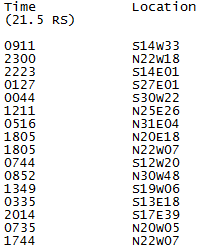 Time Location
(21.5 RS)
0911 S14W33
2300 N22W18
2223 S14E01
0127 S27E01
0044 S30W22
1211 N25E26
0516 N31E04
1805 N20E18
1805 N22W07
0744 S12W20
0852 N30W48
1349 S19W06
0335 S13E18
2014 S17E39
0735 N20W05
1744 N22W07